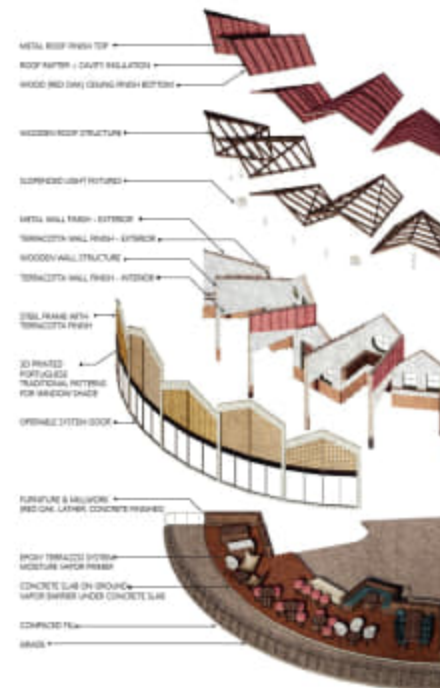 METAL ROOF FINISH TOP
ROOF RAFTER + CAVITY INSULATION
WOOD (RED OAK) CEILING FINISH BOTTOM
WOODEN ROOF STRUCTURE
SUSPENDED LIGHT FIXTURES
METAL WALL FINISH - EXTERIOR
TERRACOTTA WALL FINISH - EXTERIOR
WOODEN WALL STRUCTURE
TERRACOTTA WALL FINISH - INTERIOR
STEEL FRAME WITH
TERRACOTTA FINISH
3D PRINTED
PORTUGUESE
TRADITIONAL PATTERNS
FOR WINDOW SHADE
OPERABLE SYSTEM DOOR
FURNITURE & MILLWORK
(RED OAK, LATHER, CONCRETE FINISHES)
EPOXY TERRAZZO SYSTEM
MOISTURE VAPOR PRIMER
CONCRETE SLAB ON GROUND
VAPOR BARRIER UNDER CONCRETE SLAB
COMPACTED FILL
GRADE